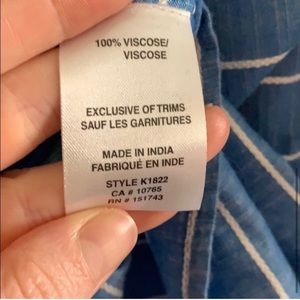 100% VISCOSE/
VISCOSE
EXCLUSIVE OF TRIMS
SAUF LES GARNITURES
MADE IN INDIA
FABRIQUÉ EN INDE
STYLE K1822
CA # 10765
RN # 151743